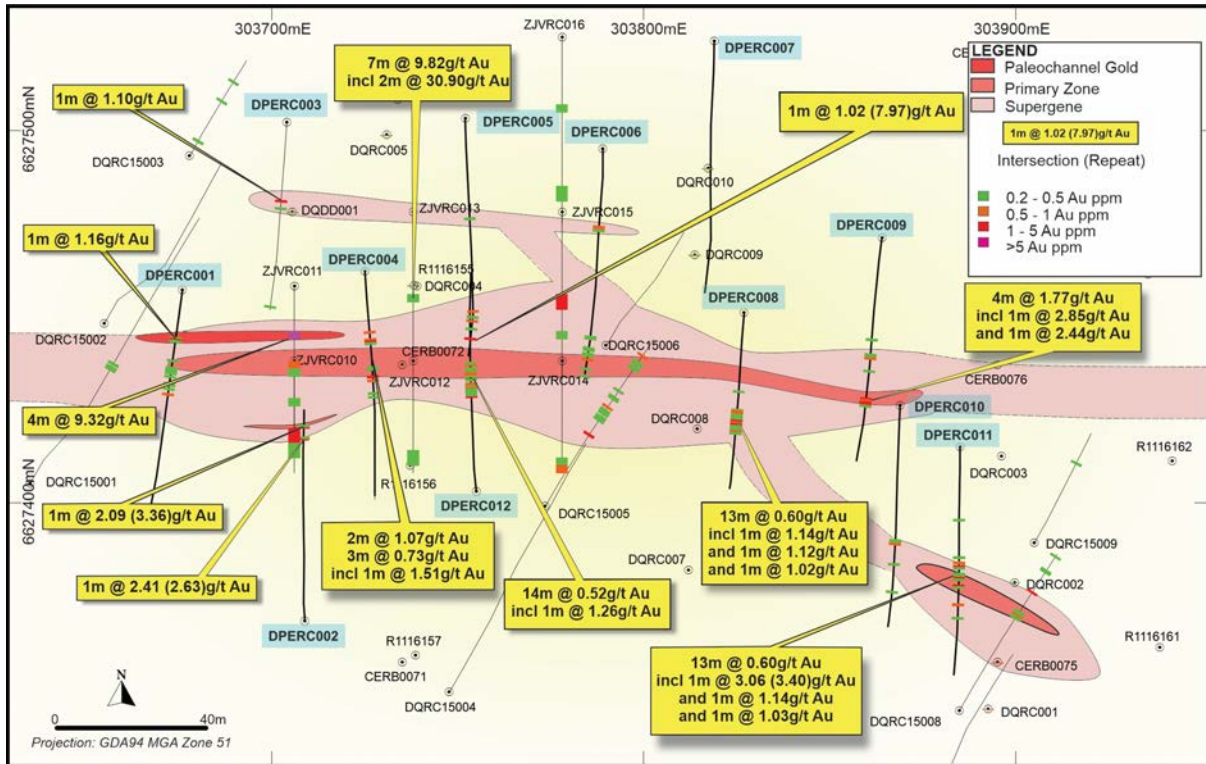 303700mE
303800mE
303900mE
ZJVRC016
DPERC007
LEGEND
Paleochannel Gold
Primary Zone
Supergene
1m @ 1.02 (7.97)g/t Au
Intersection (Repeat)
0.2 - 0.5 Au ppm
0.5 - 1 Au ppm
1 - 5 Au ppm
>5 Au ppm
7m @ 9.82g/t Au
incl 2m @ 30.90g/t Au
1m @ 1.10g/t Au
DPERC003
DPERC005
DPERC006
1m @ 1.02 (7.97)g/t Au
6627500mN
DQRC005
DQRC15003
DQRC010
DQDD001
ZJVRC013
ZJVRC015
DPERC009
1m @ 1.16g/t Au
DPERC001
ZJVRC011
DPERC004
R1116155
DQRC004
DQRC009
DPERC008
4m @ 1.77g/t Au
incl 1m @ 2.85g/t Au
and 1m @ 2.44g/t Au
DQRC15002
ZJVRC010
CERB0072
ZJVRC012
ZJVRC014
DQRC15006
CERB0076
4m @ 9.32g/t Au
DQRC008
DPERC010
DPERC011
R1116162
DQRC003
DQRC15001
R1116156
6627400mN
DPERC012
DQRC15005
1m @ 2.09 (3.36)g/t Au
2m @ 1.07g/t Au
3m @ 0.73g/t Au
incl 1m @ 1.51g/t Au
13m @ 0.60g/t Au
incl 1m @ 1.14g/t Au
and 1m @ 1.12g/t Au
and 1m @ 1.02g/t Au
DQRC15009
DQRC007
DQRC002
1m @ 2.41 (2.63)g/t Au
14m @ 0.52g/t Au
incl 1m @ 1.26g/t Au
DPERC002
R1116157
CERB0071
R1116161
CERB0075
13m @ 0.60g/t Au
incl 1m @ 3.06 (3.40)g/t Au
and 1m @ 1.14g/t Au
and 1m @ 1.03g/t Au
DQRC15004
DQRC15008
DQRC001
N
0
40m
Projection: GDA94 MGA Zone 51